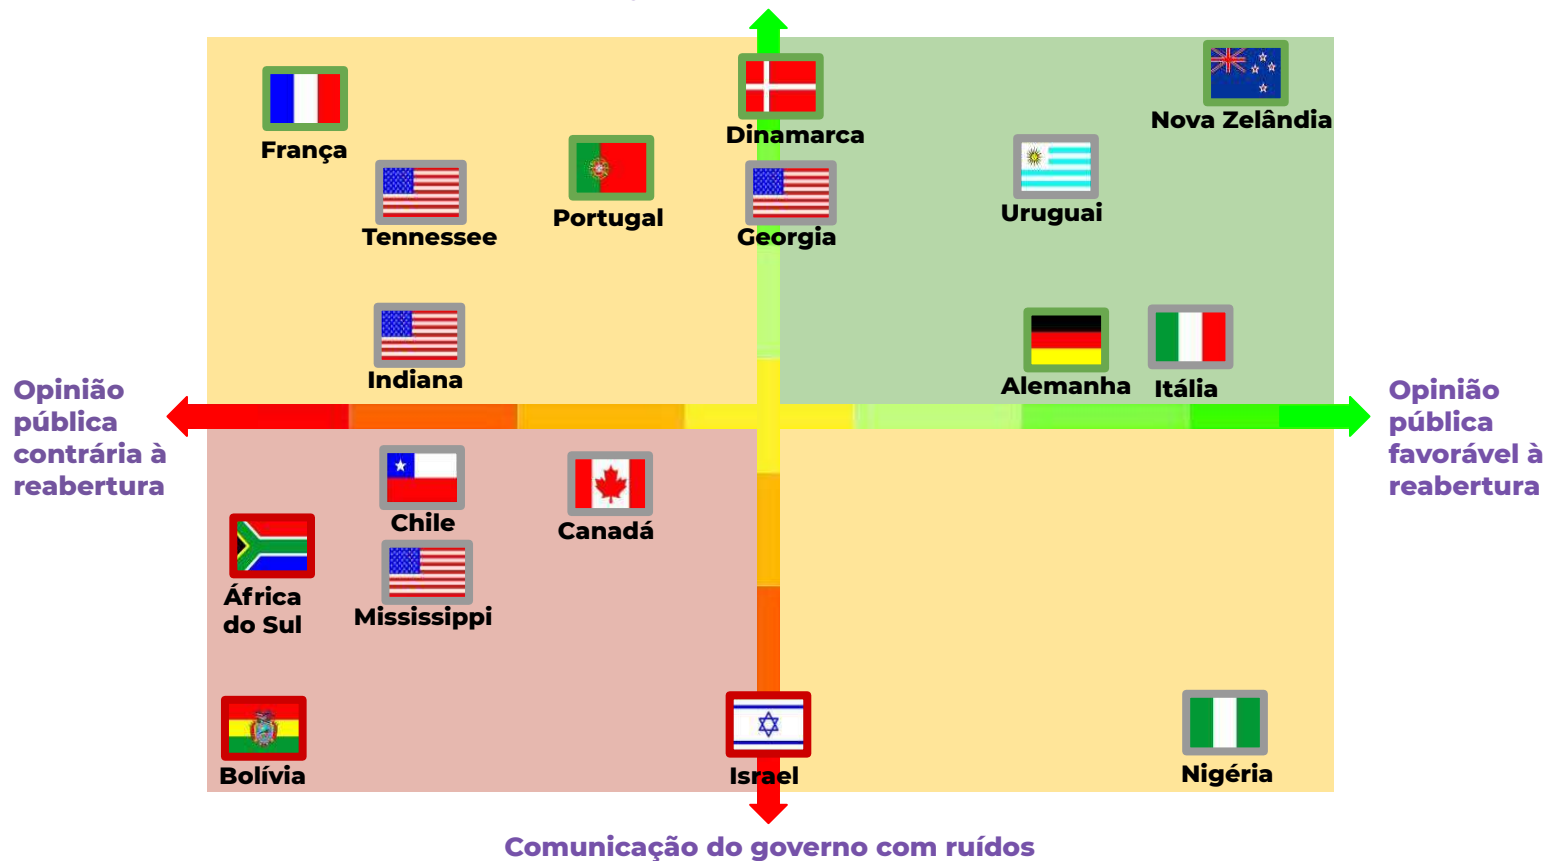 França
Tennessee
Portugal
Dinamarca
Georgia
Nova Zelândia
Uruguai
Indiana
Alemanha
Itália
Opinião
pública
contrária à
reabertura
Opinião
pública
favorável à
reabertura
Chile
Canadá
África
do Sul
Mississippi
Bolívia
Israel
Nigéria
Comunicação do governo com ruídos